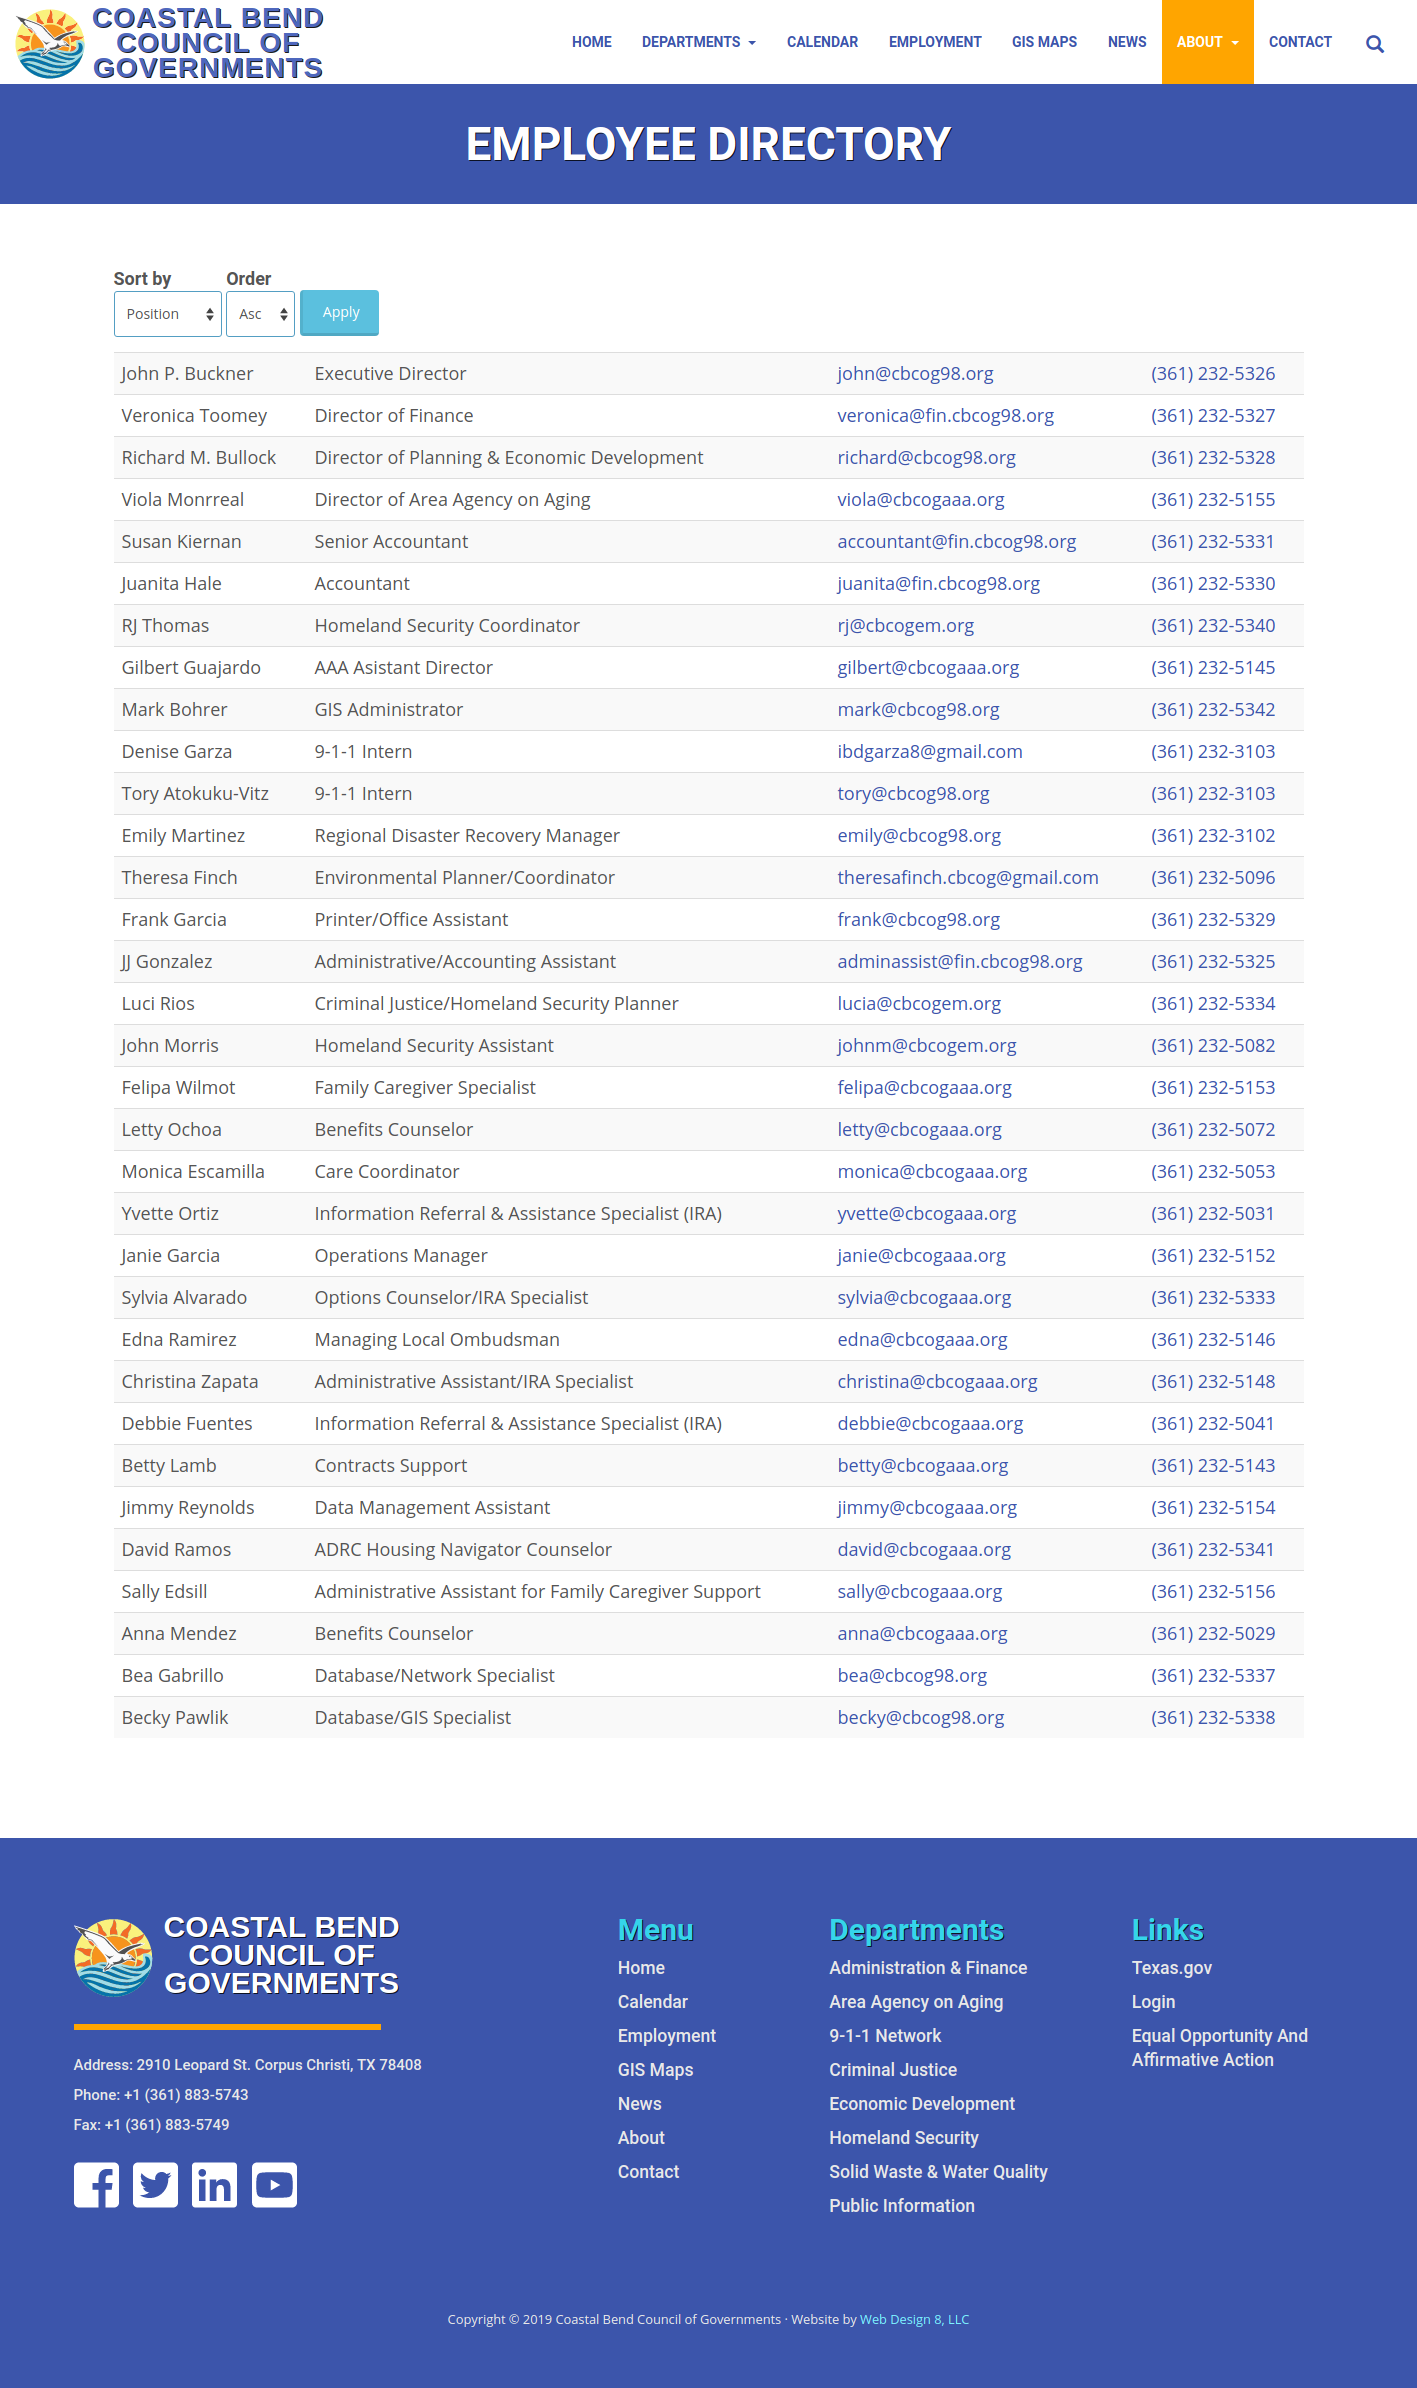 COASTAL BEND
COUNCIL OF
GOVERNMENTS
HOME DEPARTMENTS CALENDAR EMPLOYMENT GIS MAPS NEWS ABOUT CONTACT
EMPLOYEE DIRECTORY
Sort by Order
Position Asc Apply
John P. Buckner Executive Director john@cbcog98.org (361) 232-5326
Veronica Toomey Director of Finance veronica@fin.cbcog98.org (361) 232-5327
Richard M. Bullock Director of Planning & Economic Development richard@cbcog98.org (361) 232-5328
Viola Monrreal Director of Area Agency on Aging viola@cbcogaaa.org (361) 232-5155
Susan Kiernan Senior Accountant accountant@fin.cbcog98.org (361) 232-5331
Juanita Hale Accountant juanita@fin.cbcog98.org (361) 232-5330
RJ Thomas Homeland Security Coordinator rj@cbcogem.org (361) 232-5340
Gilbert Guajardo AAA Asistant Director gilbert@cbcogaaa.org (361) 232-5145
Mark Bohrer GIS Administrator mark@cbcog98.org (361) 232-5342
Denise Garza 9-1-1 Intern ibdgarza8@gmail.com (361) 232-3103
Tory Atokuku-Vitz 9-1-1 Intern tory@cbcog98.org (361) 232-3103
Emily Martinez Regional Disaster Recovery Manager emily@cbcog98.org (361) 232-3102
Theresa Finch Environmental Planner/Coordinator theresafinch.cbcog@gmail.com (361) 232-5096
Frank Garcia Printer/Office Assistant frank@cbcog98.org (361) 232-5329
JJ Gonzalez Administrative/Accounting Assistant adminassist@fin.cbcog98.org (361) 232-5325
Luci Rios Criminal Justice/Homeland Security Planner lucia@cbcogem.org (361) 232-5334
John Morris Homeland Security Assistant johnm@cbcogem.org (361) 232-5082
Felipa Wilmot Family Caregiver Specialist felipa@cbcogaaa.org (361) 232-5153
Letty Ochoa Benefits Counselor letty@cbcogaaa.org (361) 232-5072
Monica Escamilla Care Coordinator monica@cbcogaaa.org (361) 232-5053
Yvette Ortiz Information Referral & Assistance Specialist (IRA) yvette@cbcogaaa.org (361) 232-5031
Janie Garcia Operations Manager janie@cbcogaaa.org (361) 232-5152
Sylvia Alvarado Options Counselor/IRA Specialist sylvia@cbcogaaa.org (361) 232-5333
Edna Ramirez Managing Local Ombudsman edna@cbcogaaa.org (361) 232-5146
Christina Zapata Administrative Assistant/IRA Specialist christina@cbcogaaa.org (361) 232-5148
Debbie Fuentes Information Referral & Assistance Specialist (IRA) debbie@cbcogaaa.org (361) 232-5041
Betty Lamb Contracts Support betty@cbcogaaa.org (361) 232-5143
Jimmy Reynolds Data Management Assistant jimmy@cbcogaaa.org (361) 232-5154
David Ramos ADRC Housing Navigator Counselor david@cbcogaaa.org (361) 232-5341
Sally Edsill Administrative Assistant for Family Caregiver Support sally@cbcogaaa.org (361) 232-5156
Anna Mendez Benefits Counselor anna@cbcogaaa.org (361) 232-5029
Bea Gabrillo Database/Network Specialist bea@cbcog98.org (361) 232-5337
Becky Pawlik Database/GIS Specialist becky@cbcog98.org (361) 232-5338
COASTAL BEND
COUNCIL OF
GOVERNMENTS
Address: 2910 Leopard St. Corpus Christi, TX 78408
Phone: +1 (361) 883-5743
Fax: +1 (361) 883-5749
Menu
Home
Calendar
Employment
GIS Maps
News
About
Contact
Departments
Administration & Finance
Area Agency on Aging
9-1-1 Network
Criminal Justice
Economic Development
Homeland Security
Solid Waste & Water Quality
Public Information
Links
Texas.gov
Login
Equal Opportunity And
Affirmative Action
Copyright © 2019 Coastal Bend Council of Governments · Website by Web Design 8, LLC